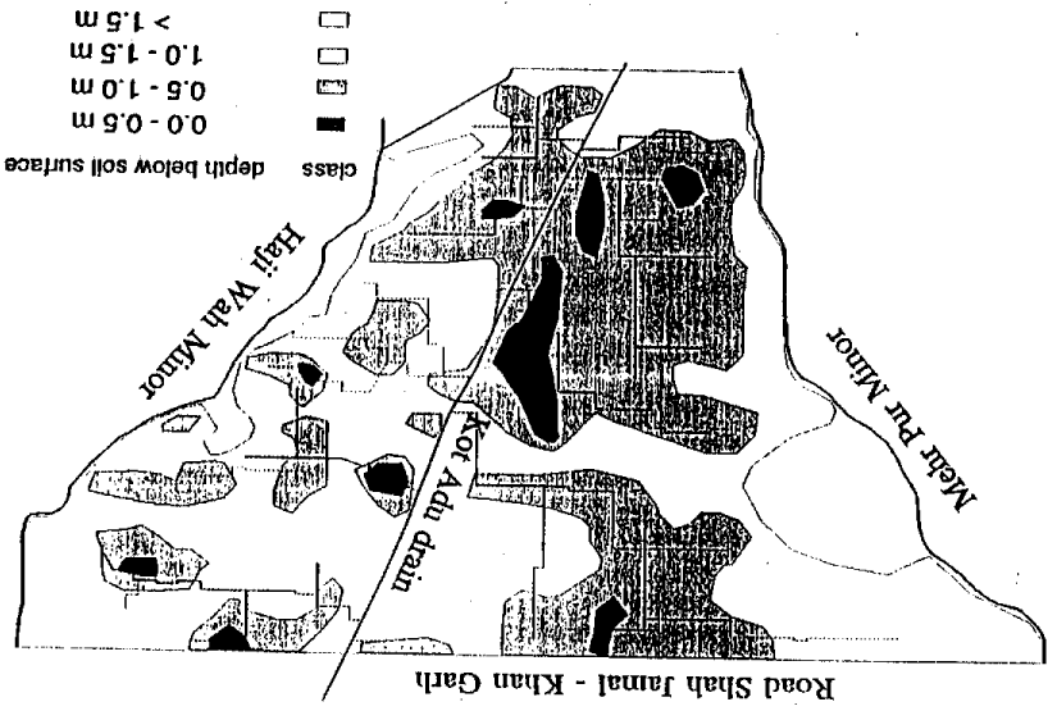 Road Shah Jamal - Khan Garh
Mehr Pur Minor
Kot Adu drain
Haji Wah Minor
class depth below soil surface
0.0 - 0.5 m
0.5 - 1.0 m
1.0 - 1.5 m
> 1.5 m